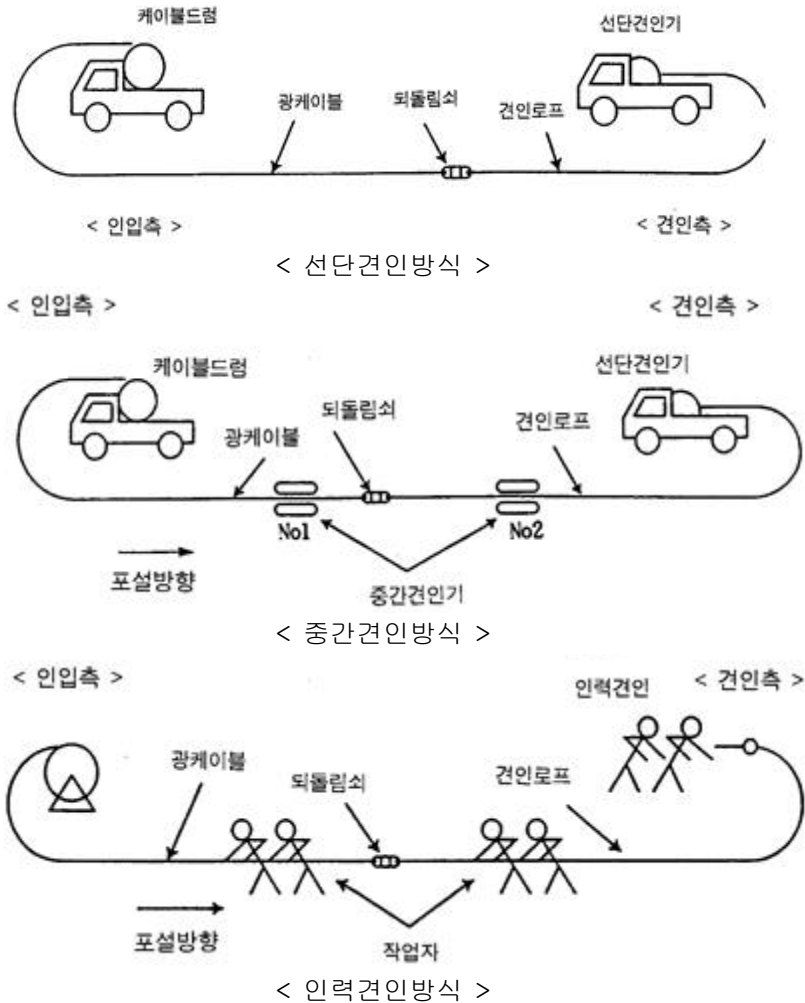 케이블드럼
선단견인기
광케이블
되돌림쇠
견인로프
< 인입측 >
< 견인측 >
< 선단견인방식 >
< 인입측 >
< 견인측 >
케이블드럼
선단견인기
되돌림쇠
견인로프
광케이블
No1
No2
포설방향
중간견인기
< 중간견인방식 >
< 인입측 >
인력견인
< 견인측 >
광케이블
되돌림쇠
견인로프
포설방향
작업자
< 인력견인방식 >